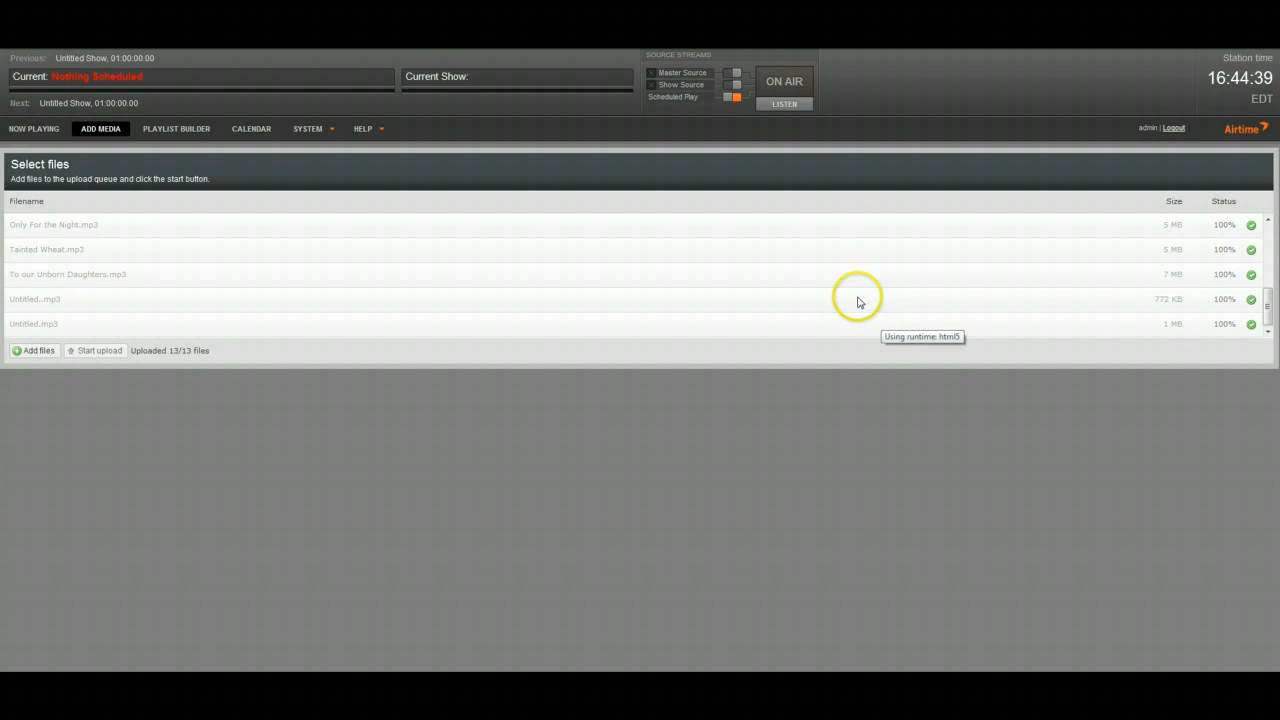 Previous: Untitled Show, 01:00:00.00
Current: Nothing Scheduled
Current Show:
Next: Untitled Show, 01:00:00.00
SOURCE STREAMS
Master Source
Show Source
Scheduled Play
ON AIR
LISTEN
Station time
16:44:39
EDT
NOW PLAYING ADD MEDIA PLAYLIST BUILDER CALENDAR SYSTEM HELP admin | Logout Airtime
Select files
Add files to the upload queue and click the start button.
Filename Size Status
Only For the Night.mp3 5 MB 100%
Tainted Wheat.mp3 5 MB 100%
To our Unborn Daughters.mp3 7 MB 100%
Untitled..mp3 772 KB 100%
Untitled.mp3 1 MB 100%
Using runtime: html5
Add files Start upload Uploaded 13/13 files